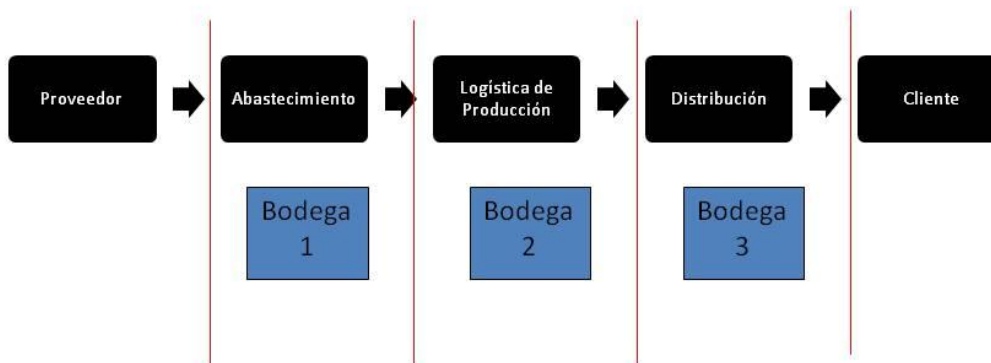 Proveedor
Abastecimiento
Logística de
Producción
Distribución
Cliente
Bodega
1
Bodega
2
Bodega
3